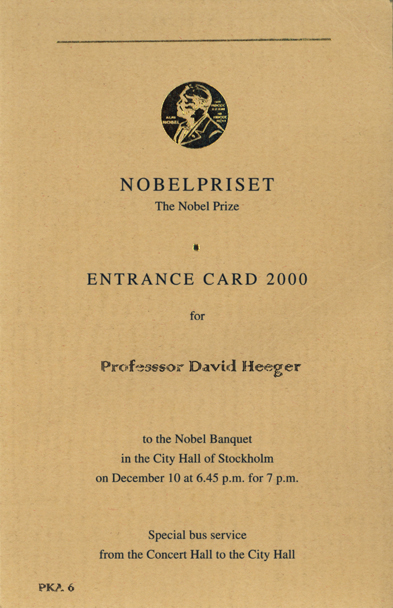 NOBELPRISET
The Nobel Prize
ENTRANCE CARD 2000
for
Professsor David Heeger
to the Nobel Banquet
in the City Hall of Stockholm
on December 10 at 6.45 p.m. for 7 p.m.
Special bus service
from the Concert Hall to the City Hall
PKA 6